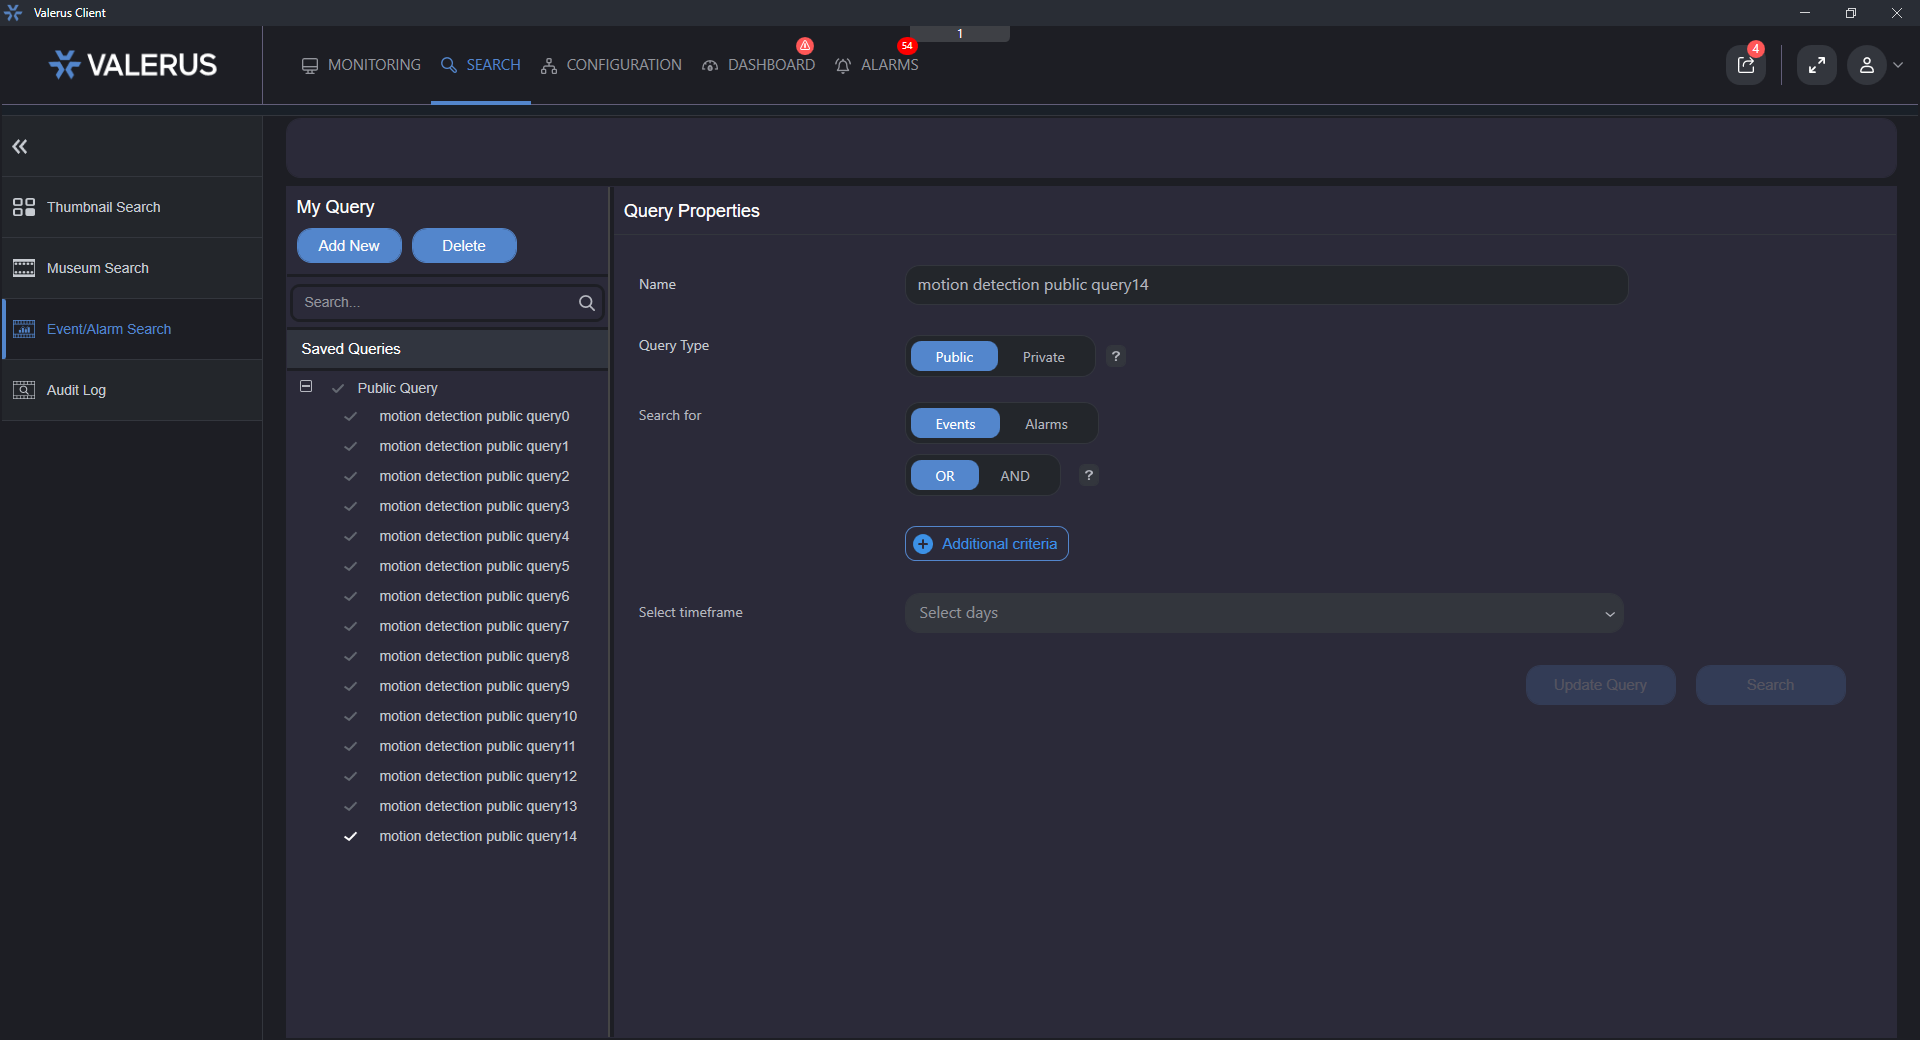 Valerus Client
1
VALERUS
MONITORING
SEARCH
CONFIGURATION
DASHBOARD
54
ALARMS
4
Thumbnail Search
Museum Search
Event/Alarm Search
Audit Log
My Query
Add New
Delete
Search...
Saved Queries
Public Query
motion detection public query0
motion detection public query1
motion detection public query2
motion detection public query3
motion detection public query4
motion detection public query5
motion detection public query6
motion detection public query7
motion detection public query8
motion detection public query9
motion detection public query10
motion detection public query11
motion detection public query12
motion detection public query13
motion detection public query14
Query Properties
Name
motion detection public query14
Query Type
Public
Private
?
Search for
Events
Alarms
OR
AND
?
Additional criteria
Select timeframe
Select days
Update Query
Search